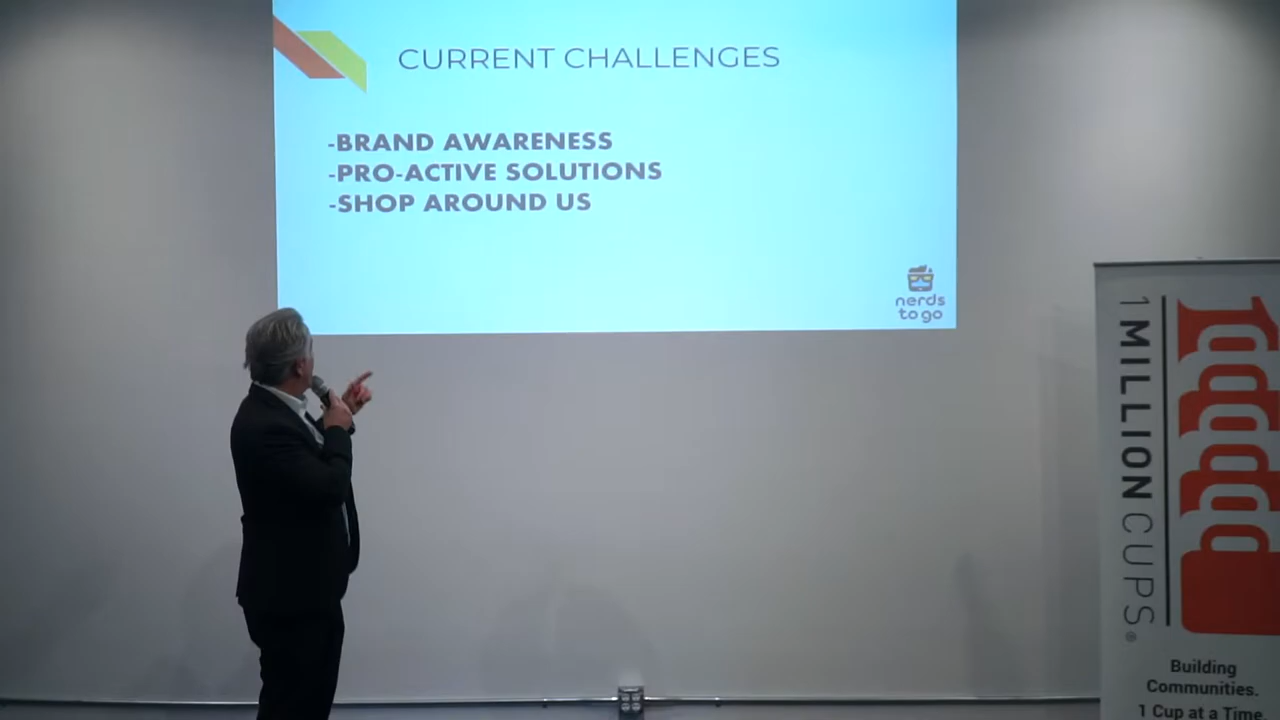 CURRENT CHALLENGES
-BRAND AWARENESS
-PRO-ACTIVE SOLUTIONS
-SHOP AROUND US
nerds
to go
1 MILLION CUPS®
Building
Communities.
1 Cup at a Time